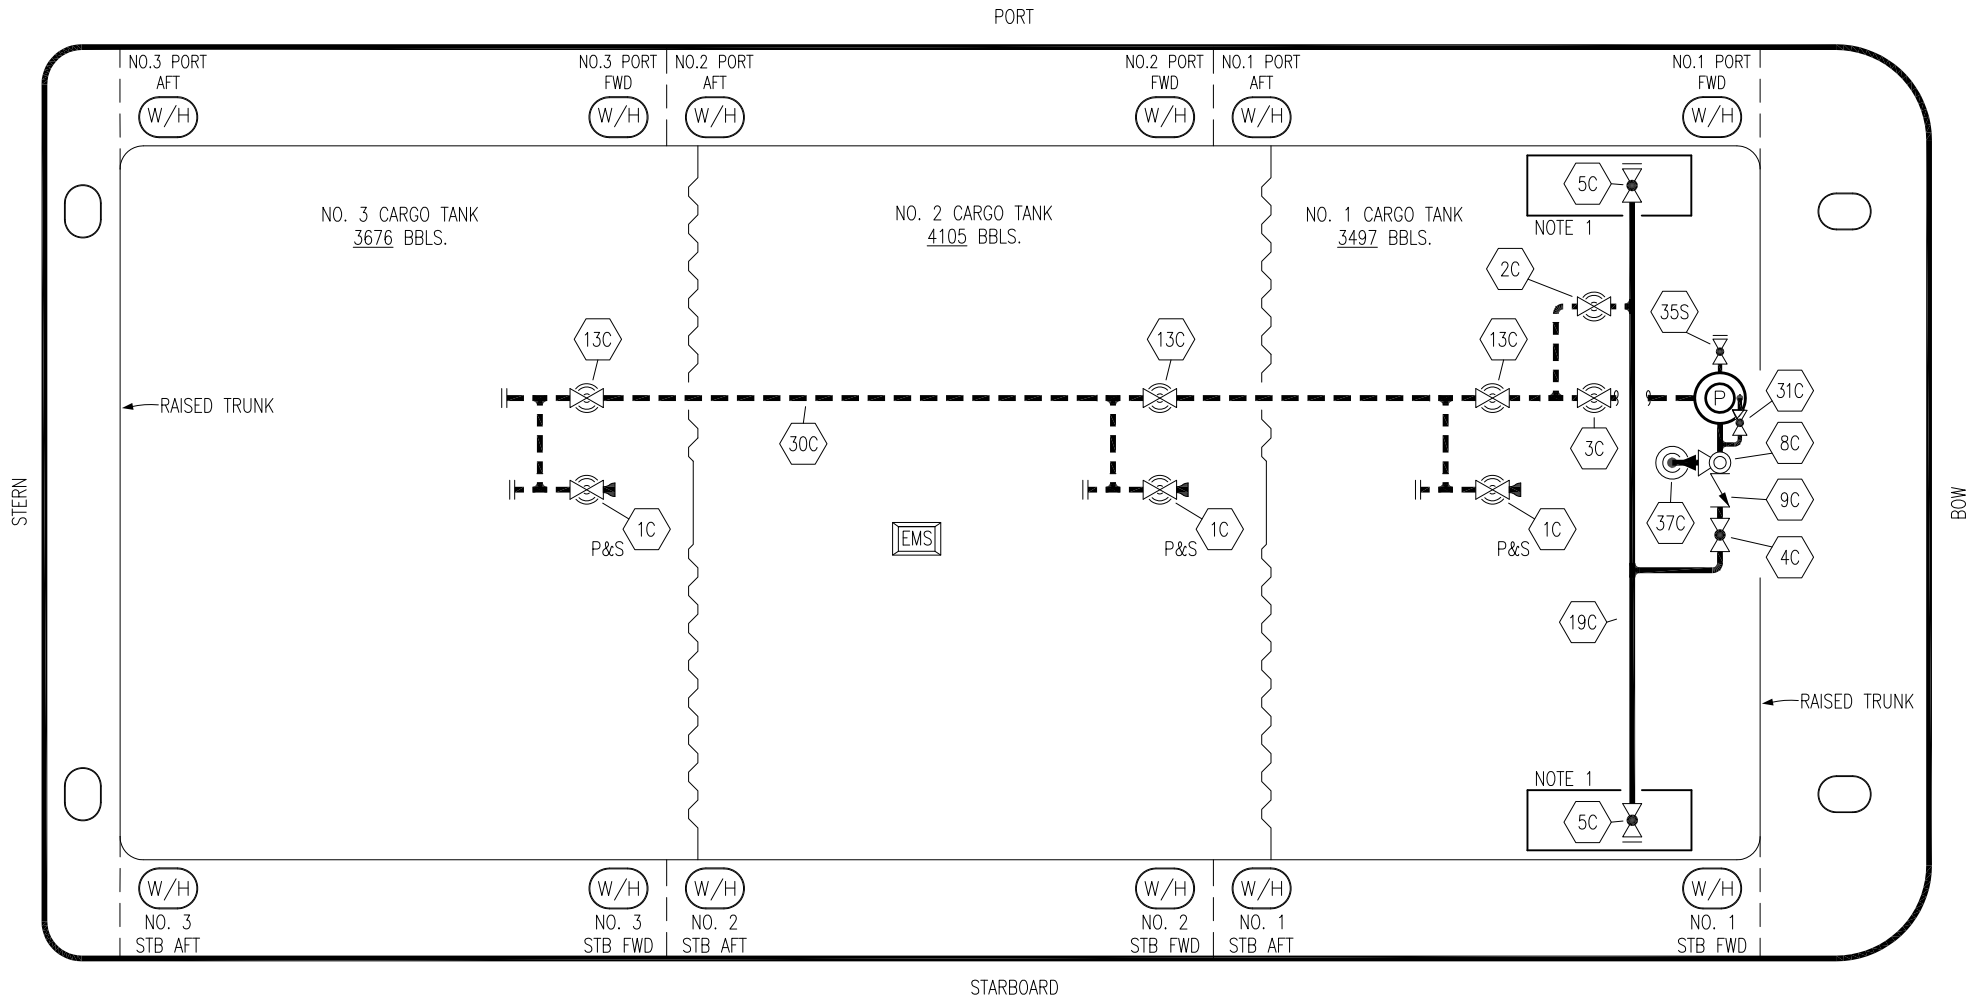 PORT
NO.3 PORT
AFT
W/H
NO.3 PORT
FWD
W/H
NO.2 PORT
AFT
W/H
NO.2 PORT
FWD
W/H
NO.1 PORT
AFT
W/H
NO.1 PORT
FWD
W/H
NO. 3 CARGO TANK
3676 BBLS.
NO. 2 CARGO TANK
4105 BBLS.
NO. 1 CARGO TANK
3497 BBLS.
5C
NOTE 1
2C
35S
13C
13C
13C
RAISED TRUNK
30C
3C
P
31C
8C
37C
9C
4C
1C
P&S
1C
P&S
1C
P&S
EMS
STERN
BOW
19C
RAISED TRUNK
NOTE 1
5C
W/H
NO. 3
STB AFT
W/H
NO. 3
STB FWD
W/H
NO. 2
STB AFT
W/H
NO. 2
STB FWD
W/H
NO. 1
STB AFT
W/H
NO. 1
STB FWD
STARBOARD